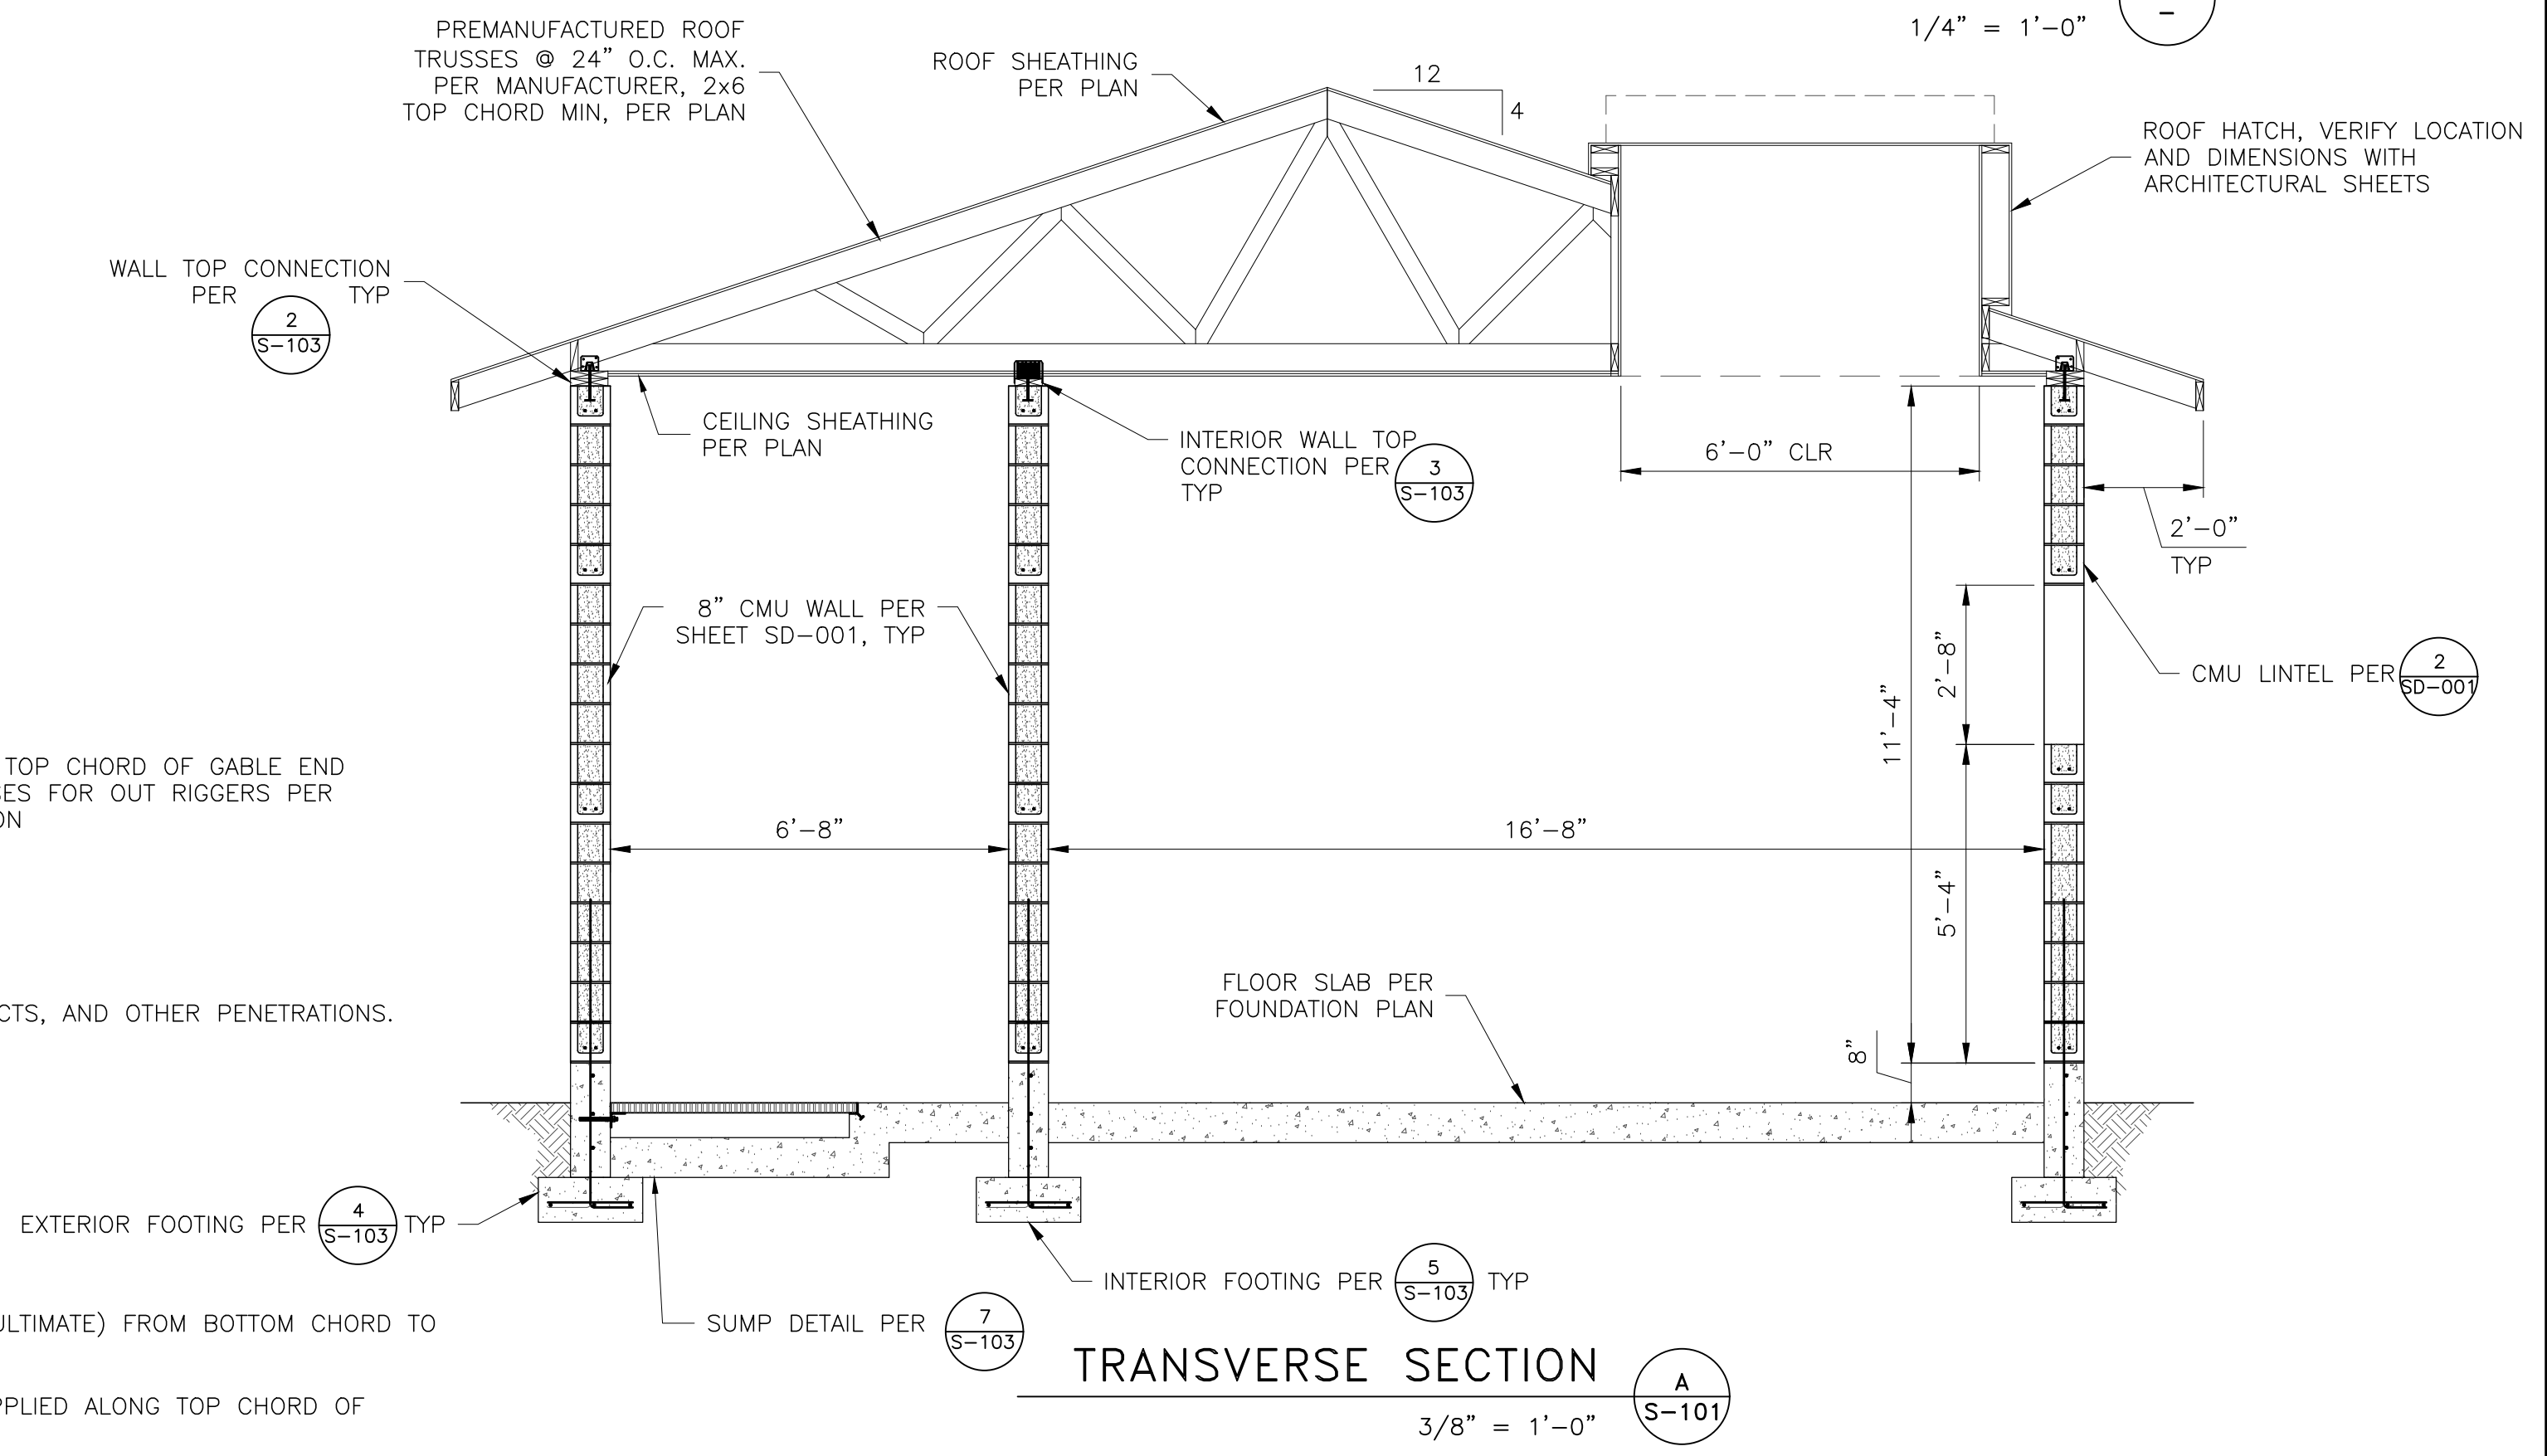 1/4" = 1'-0"
-
PREMANUFACTURED ROOF
TRUSSES @ 24" O.C. MAX.
PER MANUFACTURER, 2x6
TOP CHORD MIN, PER PLAN
ROOF SHEATHING
PER PLAN
12
4
ROOF HATCH, VERIFY LOCATION
AND DIMENSIONS WITH
ARCHITECTURAL SHEETS
WALL TOP CONNECTION
PER TYP
2
S-103
CEILING SHEATHING
PER PLAN
INTERIOR WALL TOP
CONNECTION PER
TYP
3
S-103
6'-0" CLR
2'-0"
TYP
8" CMU WALL PER
SHEET SD-001, TYP
2'-8"
11'-4"
CMU LINTEL PER
2
SD-001
TOP CHORD OF GABLE END
ES FOR OUT RIGGERS PER
ON
6'-8"
16'-8"
5'-4"
FLOOR SLAB PER
FOUNDATION PLAN
8"
CTS, AND OTHER PENETRATIONS.
EXTERIOR FOOTING PER
4
S-103
TYP
INTERIOR FOOTING PER
5
S-103
TYP
SUMP DETAIL PER
7
S-103
ULTIMATE) FROM BOTTOM CHORD TO
PPLIED ALONG TOP CHORD OF
TRANSVERSE SECTION
A
S-101
3/8" = 1'-0"